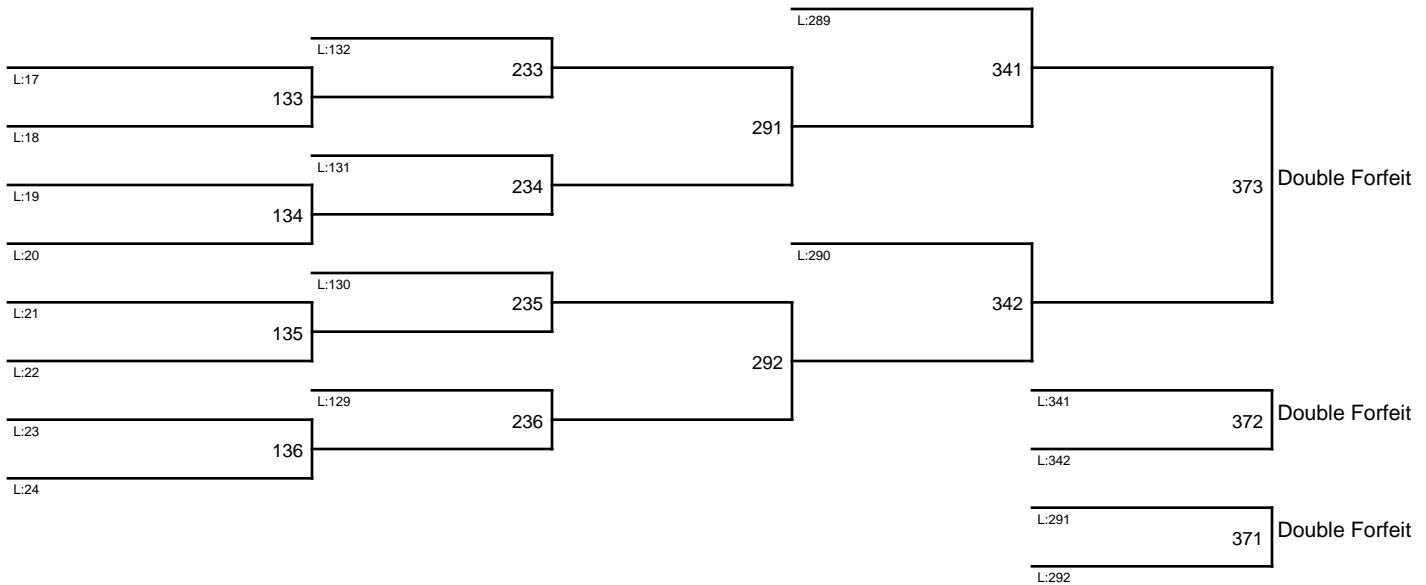 L:289
L:132
233
341
L:17
133
291
L:18
L:131
L:19
234
373 Double Forfeit
134
L:20
L:290
L:130
L:21
235
342
135
L:22
292
L:129
L:341
L:23
236
372 Double Forfeit
136
L:342
L:24
L:291
371 Double Forfeit
L:292